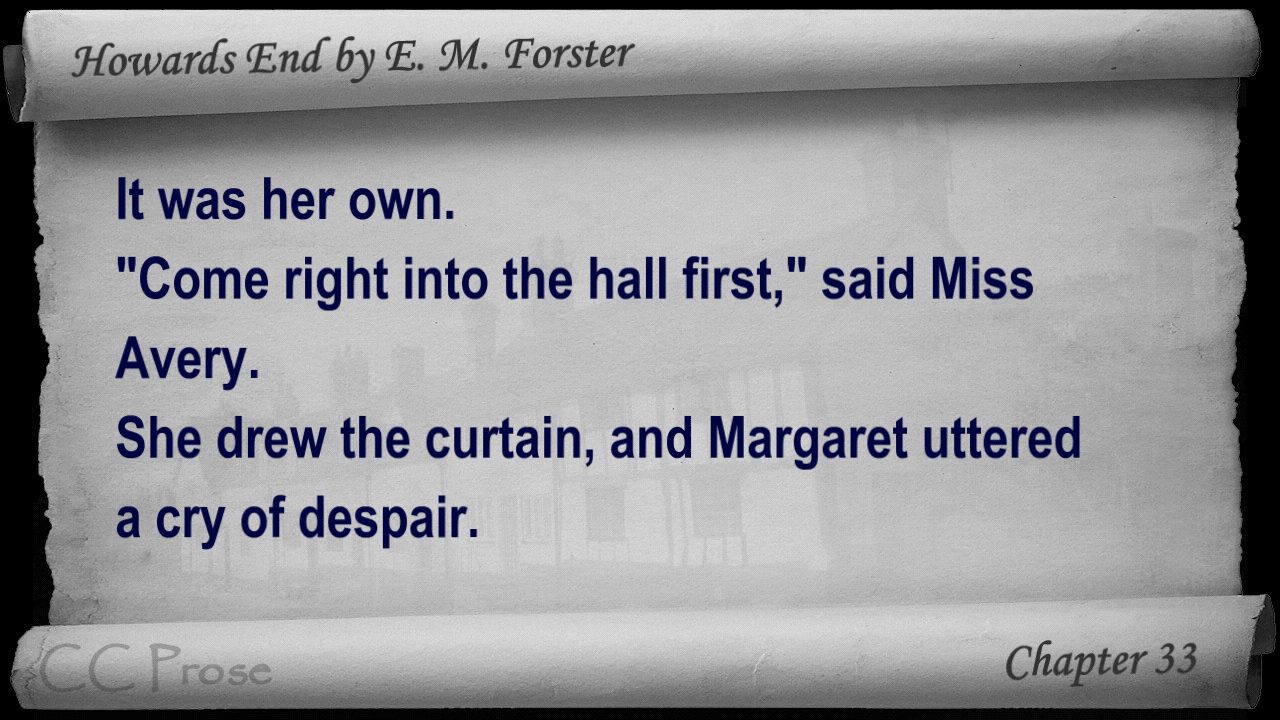 Howards End by E. M. Forster
It was her own.
"Come right into the hall first," said Miss
Avery.
She drew the curtain, and Margaret uttered
a cry of despair.
CC Prose
Chapter 33